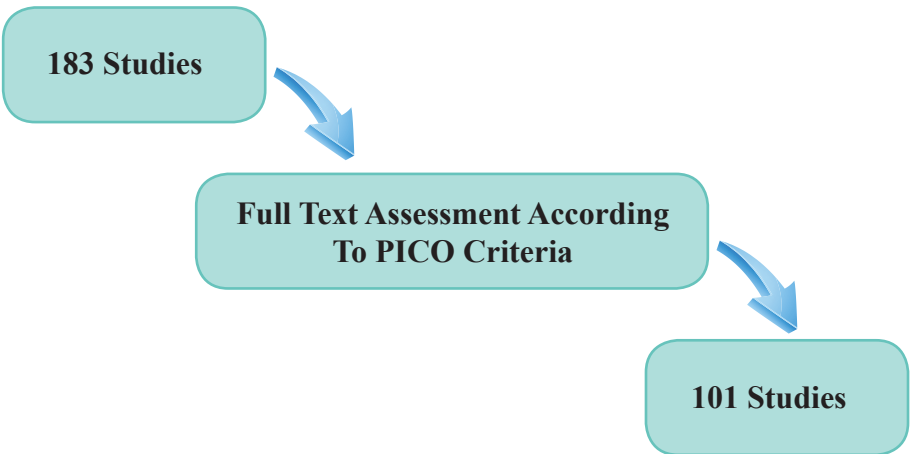 183 Studies
Full Text Assessment According
To PICO Criteria
101 Studies